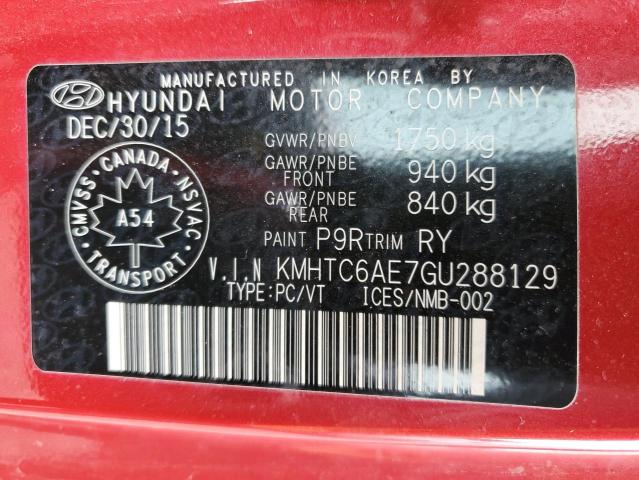 MANUFACTURED IN KOREA BY
HYUNDAI MOTOR COMPANY
DEC/30/15
GVWR/PNBV 1750 kg
GAWR/PNBE FRONT 940 kg
GAWR/PNBE REAR 840 kg
CMVSS · CANADA · NSVAC
A54
TRANSPORT
PAINT P9R TRIM RY
V.I.N KMHTC6AE7GU288129
TYPE:PC/VT ICES/NMB-002